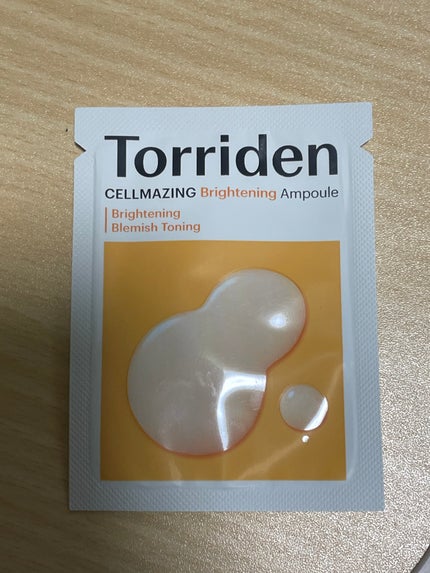 Torriden
CELLMAZING Brightening Ampoule
Brightening
Blemish Toning